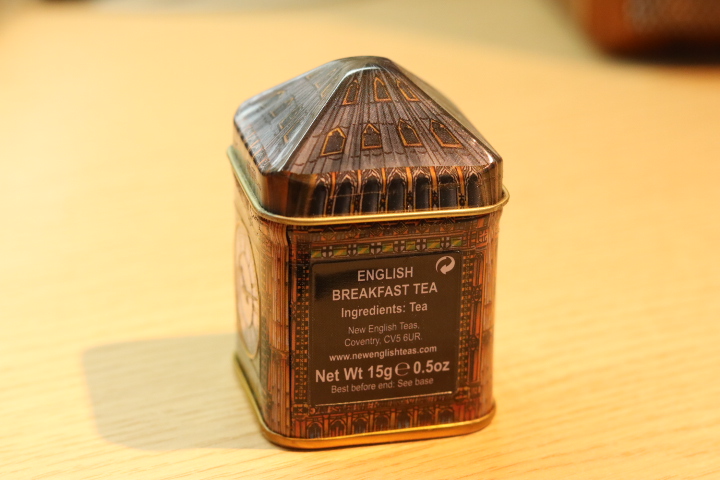 ENGLISH
BREAKFAST TEA
Ingredients: Tea
New English Teas,
Coventry, CV5 6UR.
www.newenglishteas.com
Net Wt 15g ℮ 0.5oz
Best before end: See base